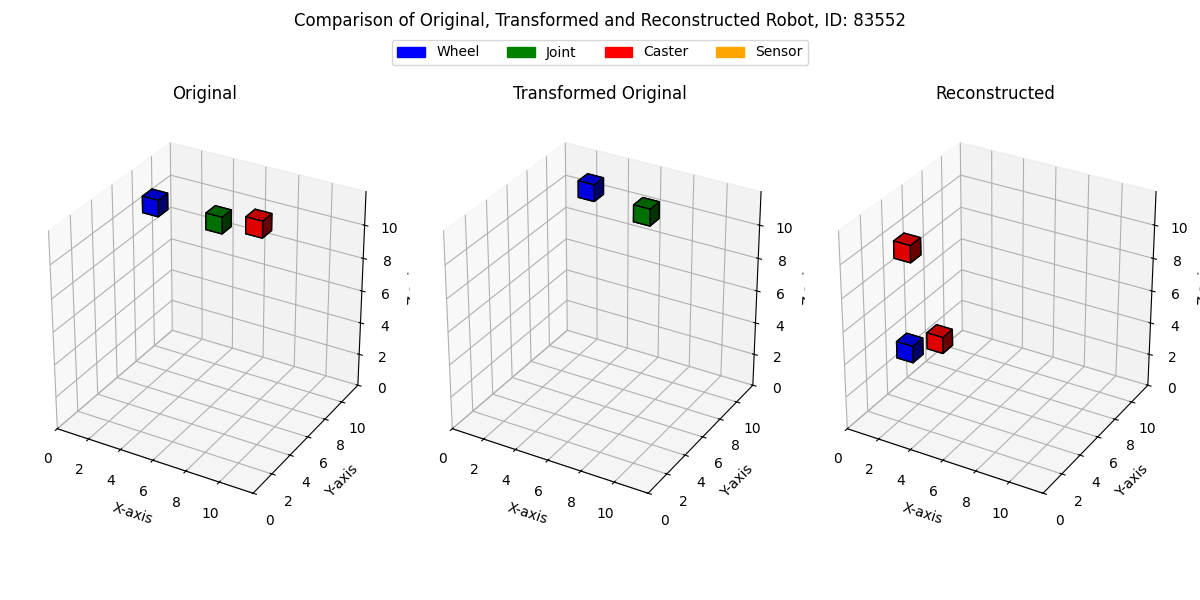 Comparison of Original, Transformed and Reconstructed Robot, ID: 83552
Wheel Joint Caster Sensor
Original Transformed Original Reconstructed
10 10 10
8 8 8
6 6 6
4 4 4
2 2 2
0 0 0
10 10 10
8 8 8
6 6 6
4 4 4
2 2 2
0 0 0
0 2 4 6 8 10 0 2 4 6 8 10 0 2 4 6 8 10
X-axis Y-axis X-axis Y-axis X-axis Y-axis